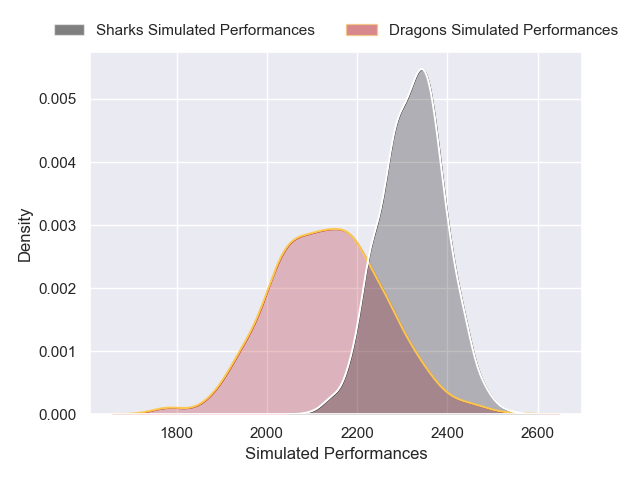 Sharks Simulated Performances
Dragons Simulated Performances
0.005
0.004
0.003
0.002
0.001
0.000
Density
1800
2000
2200
2400
2600
Simulated Performances